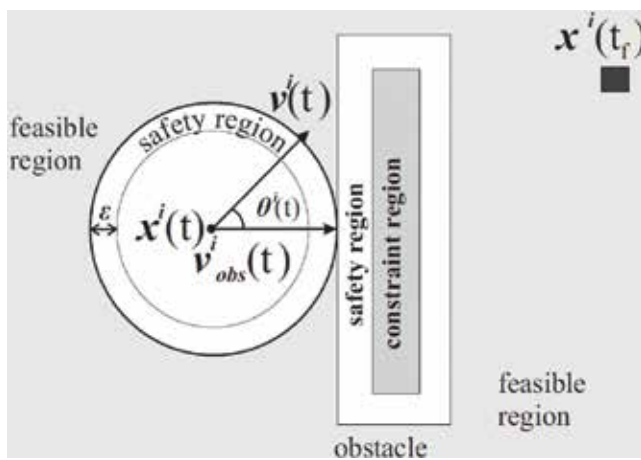 x^i(t_f)
v^i(t)
feasible
region
safety region
ε
θ^i(t)
x^i(t)
v^i_obs(t)
safety region
constraint region
feasible
region
obstacle